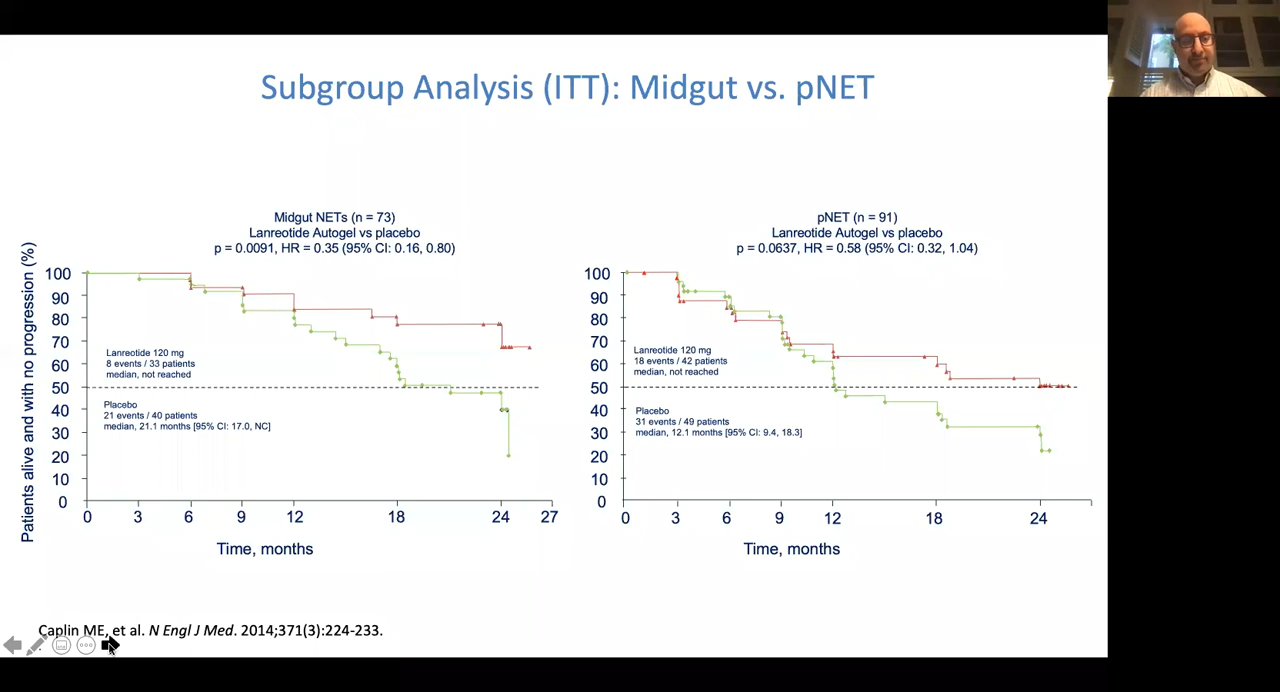 Subgroup Analysis (ITT): Midgut vs. pNET
Midgut NETs (n = 73)
Lanreotide Autogel vs placebo
p = 0.0091, HR = 0.35 (95% CI: 0.16, 0.80)
Patients alive and with no progression (%)
100
90
80
70
60
50
40
30
20
10
0
Lanreotide 120 mg
8 events / 33 patients
median, not reached
Placebo
21 events / 40 patients
median, 21.1 months [95% CI: 17.0, NC]
0 3 6 9 12 18 24 27
Time, months
pNET (n = 91)
Lanreotide Autogel vs placebo
p = 0.0637, HR = 0.58 (95% CI: 0.32, 1.04)
100
90
80
70
60
50
40
30
20
10
0
Lanreotide 120 mg
18 events / 42 patients
median, not reached
Placebo
31 events / 49 patients
median, 12.1 months [95% CI: 9.4, 18.3]
0 3 6 9 12 18 24
Time, months
Caplin ME, et al. N Engl J Med. 2014;371(3):224-233.